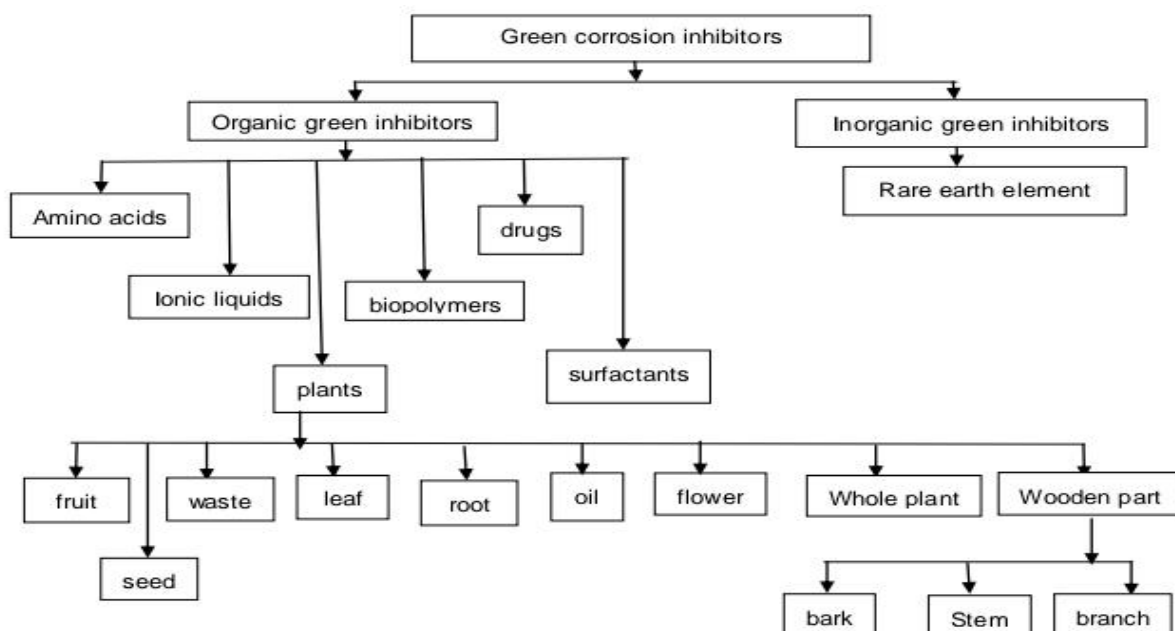 Green corrosion inhibitors
Organic green inhibitors
Inorganic green inhibitors
Rare earth element
Amino acids
drugs
Ionic liquids
biopolymers
surfactants
plants
fruit
waste
leaf
root
oil
flower
Whole plant
Wooden part
seed
bark
Stem
branch